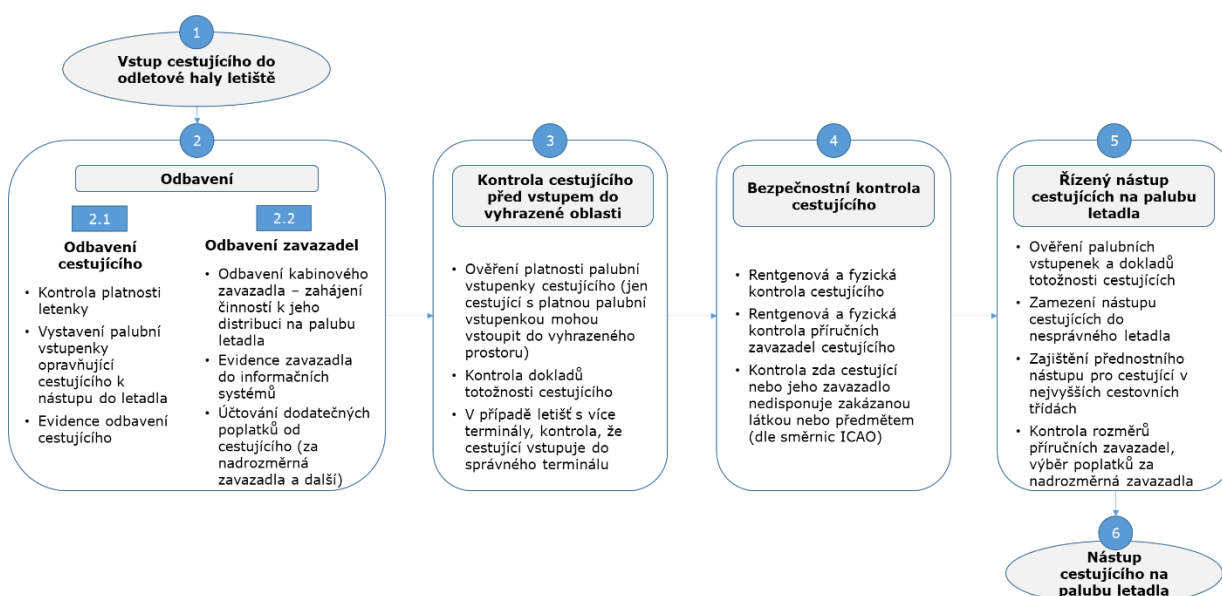 1
Vstup cestujícího do
odletové haly letiště
2
Odbavení
2.1
Odbavení
cestujícího
• Kontrola platnosti
letenky
• Vystavení palubní
vstupenky
opravňující
cestujícího k
nástupu do letadla
• Evidence odbavení
cestujícího
2.2
Odbavení zavazadel
• Odbavení kabinového
zavazadla – zahájení
činností k jeho
distribuci na palubu
letadla
• Evidence zavazadla
do informačních
systémů
• Účtování dodatečných
poplatků od
cestujícího (za
nadrozměrná
zavazadla a další)
3
Kontrola cestujícího
před vstupem do
vyhrazené oblasti
• Ověření platnosti palubní
vstupenky cestujícího (jen
cestující s platnou palubní
vstupenkou mohou
vstoupit do vyhrazeného
prostoru)
• Kontrola dokladů
totožnosti cestujícího
• V případě letišť s více
terminály, kontrola, že
cestující vstupuje do
správného terminálu
4
Bezpečnostní kontrola
cestujícího
• Rentgenová a fyzická
kontrola cestujícího
• Rentgenová a fyzická
kontrola příručních
zavazadel cestujícího
• Kontrola zda cestující
nebo jeho zavazadlo
nedisponuje zakázanou
látkou nebo předmětem
(dle směrnic ICAO)
5
Řízený nástup
cestujících na palubu
letadla
• Ověření palubních
vstupenek a dokladů
totožnosti cestujících
• Zamezení nástupu
cestujících do
nesprávného letadla
• Zajištění přednostního
nástupu pro cestující v
nejvyšších cestovních
třídách
• Kontrola rozměrů
příručních zavazadel,
výběr poplatků za
nadrozměrná zavazadla
6
Nástup
cestujícího na
palubu letadla